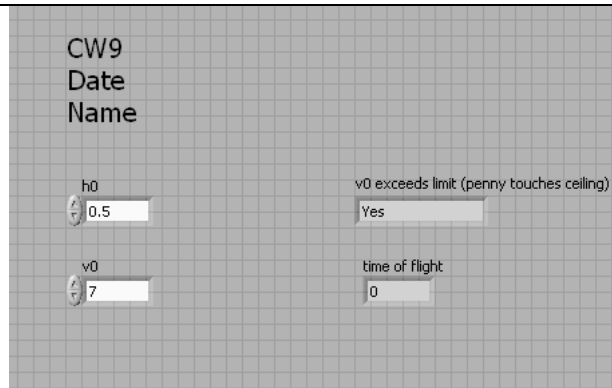 CW9
Date
Name
h0
v0 exceeds limit (penny touches ceiling)
0.5
Yes
v0
time of flight
7
0